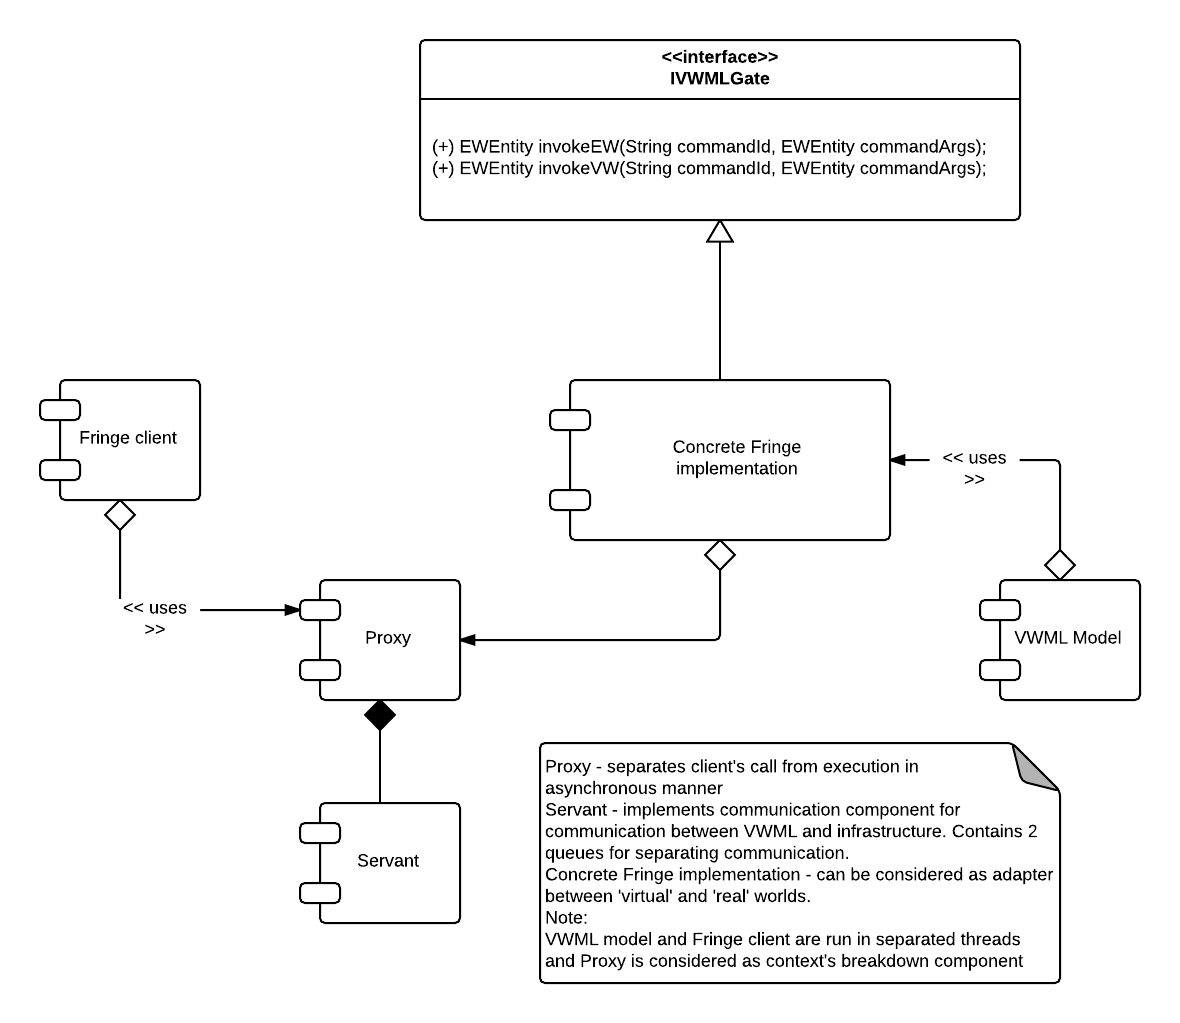 <<interface>>
IVWMLGate
(+) EWEntity invokeEW(String commandId, EWEntity commandArgs);
(+) EWEntity invokeVW(String commandId, EWEntity commandArgs);
Fringe client
Concrete Fringe
implementation
<< uses
>>
<< uses
>>
Proxy
VWML Model
Servant
Proxy - separates client's call from execution in
asynchronous manner
Servant - implements communication component for
communication between VWML and infrastructure. Contains 2
queues for separating communication.
Concrete Fringe implementation - can be considered as adapter
between 'virtual' and 'real' worlds.
Note:
VWML model and Fringe client are run in separated threads
and Proxy is considered as context's breakdown component